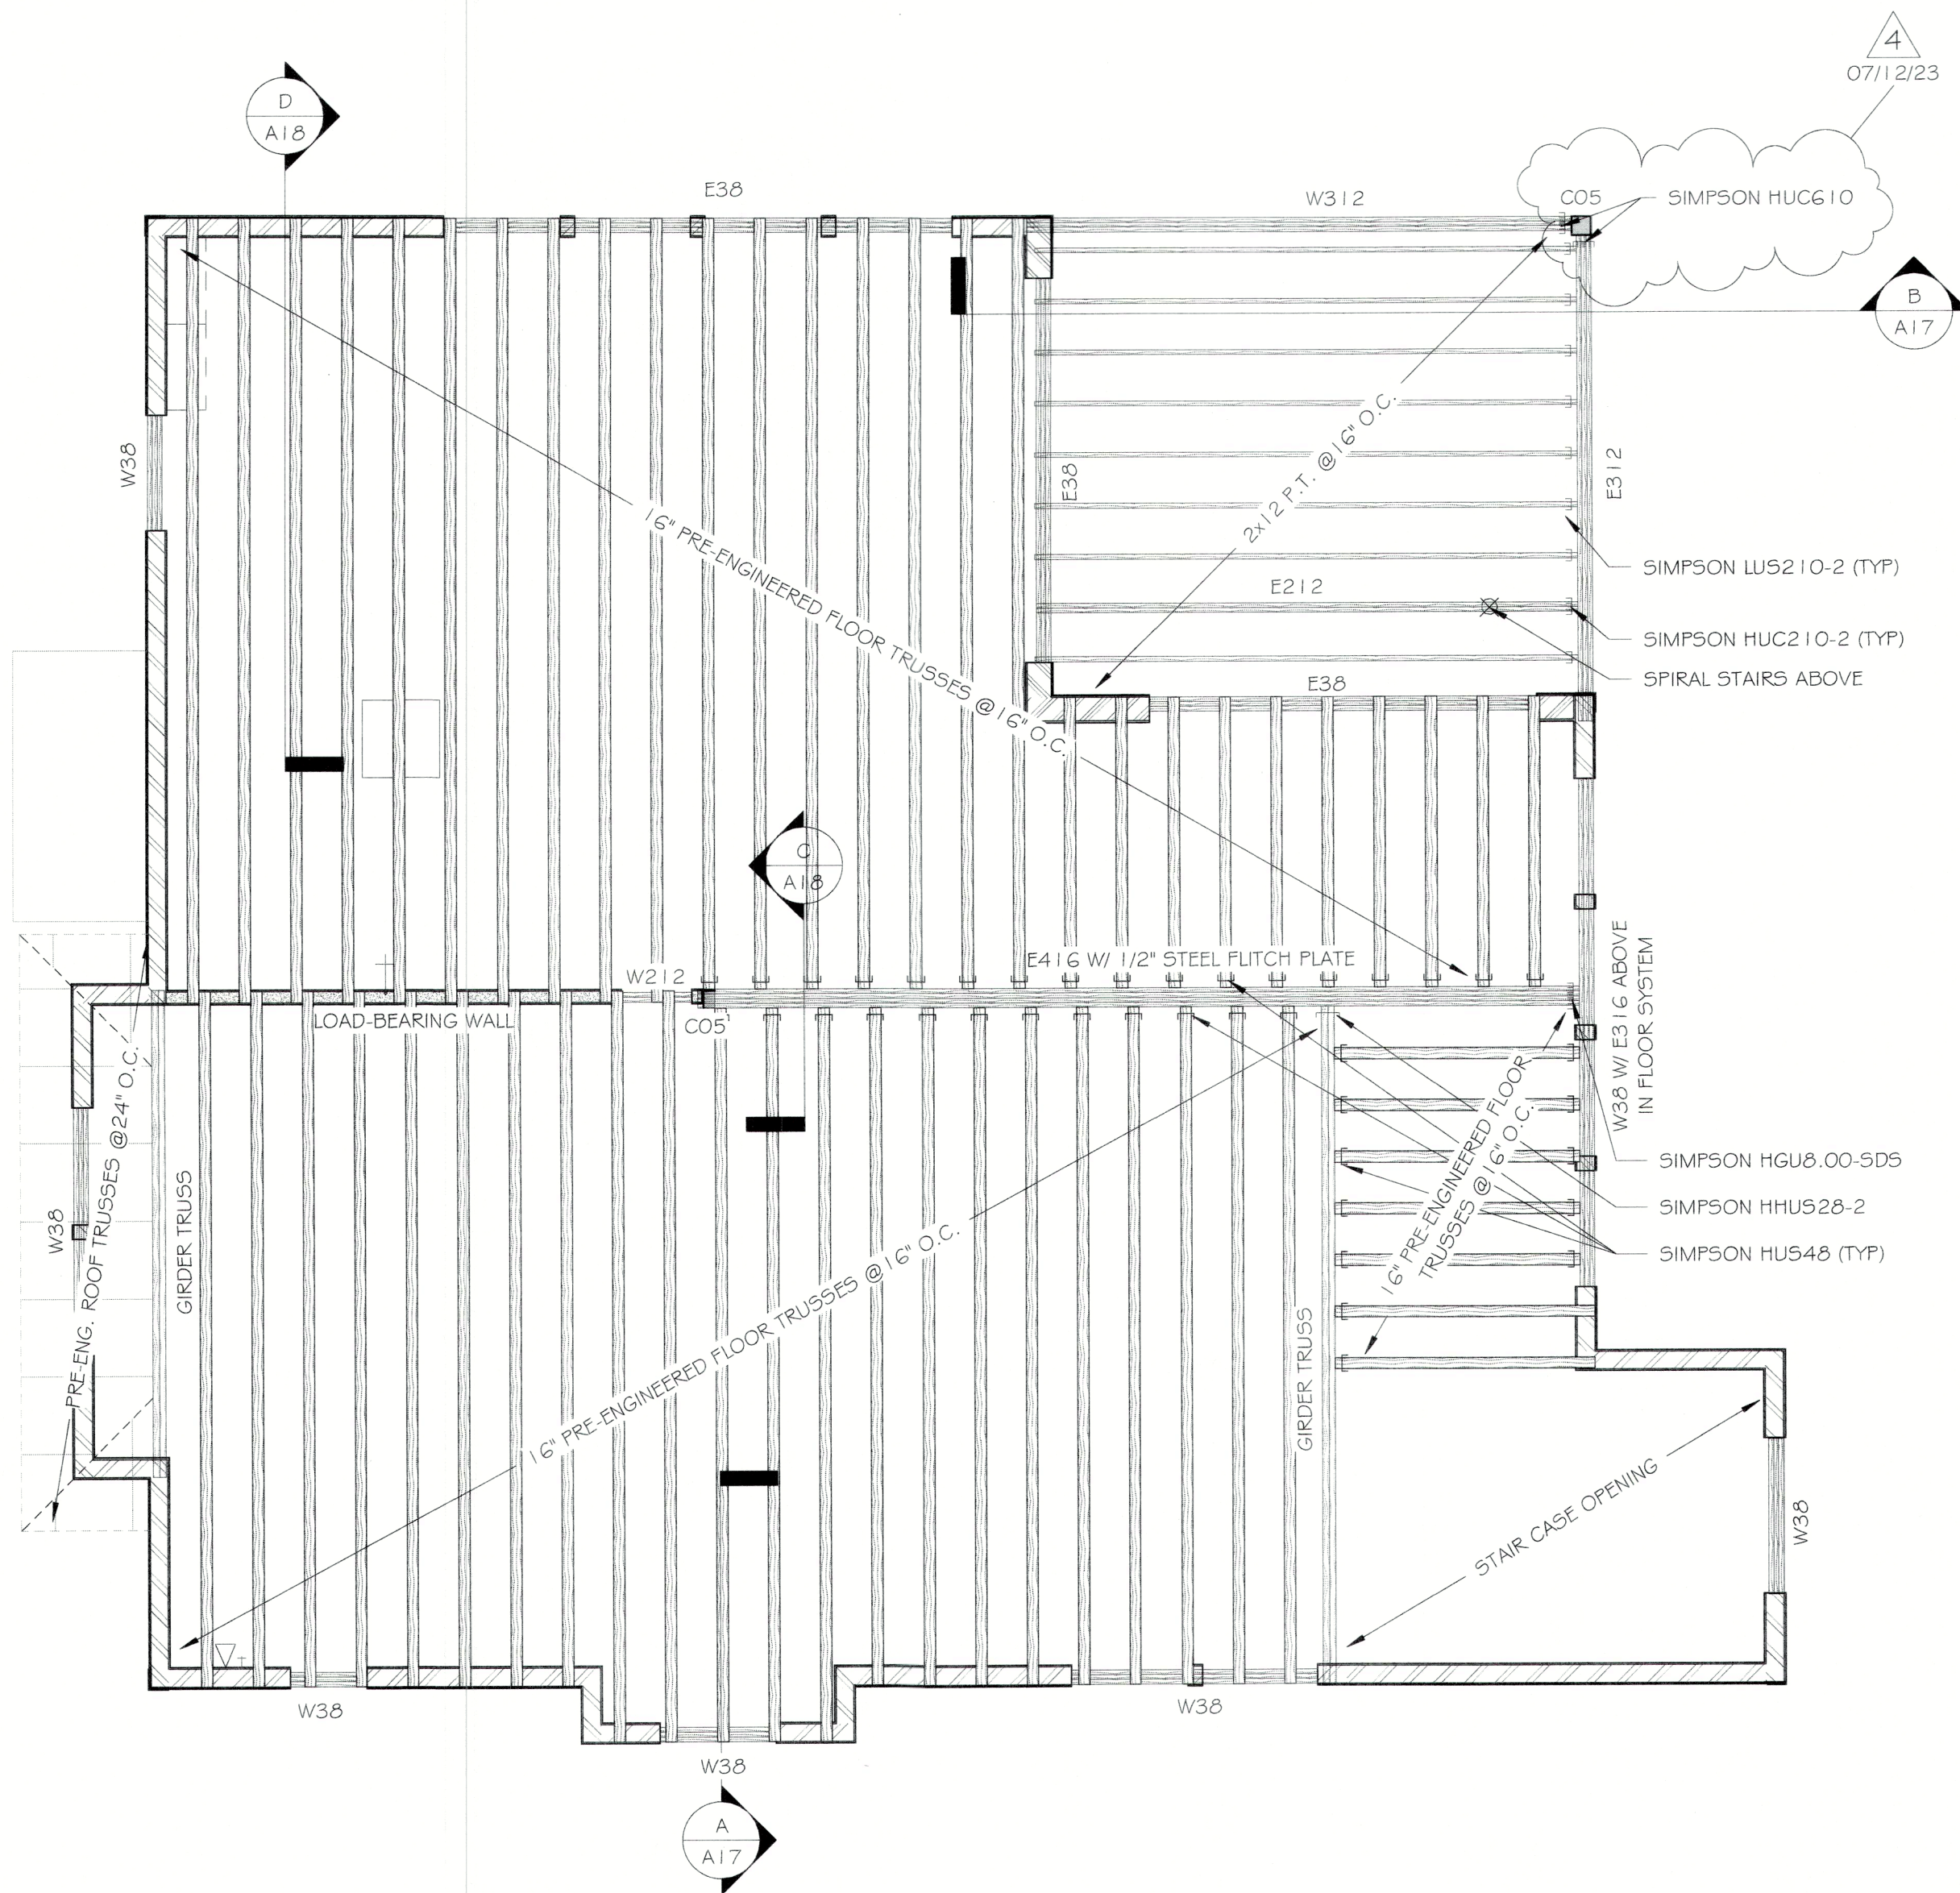 4
07/12/23
D
A18
E38
W312
C05
SIMPSON HUC610
B
A17
W38
E38
2x12 P.T. @16" O.C.
E312
16" PRE-ENGINEERED FLOOR TRUSSES @16" O.C.
SIMPSON LUS210-2 (TYP)
E212
SIMPSON HUC210-2 (TYP)
SPIRAL STAIRS ABOVE
E38
C
A18
E416 W/ 1/2" STEEL FLITCH PLATE
W212
LOAD-BEARING WALL
C05
W38 W/ E316 ABOVE
IN FLOOR SYSTEM
PRE-ENG. ROOF TRUSSES @24" O.C.
W38
GIRDER TRUSS
16" PRE-ENGINEERED FLOOR TRUSSES @16" O.C.
16" PRE-ENGINEERED FLOOR
TRUSSES @16" O.C.
SIMPSON HGU8.00-SDS
SIMPSON HHUS28-2
SIMPSON HUS48 (TYP)
GIRDER TRUSS
STAIR CASE OPENING
W38
W38
W38
W38
A
A17